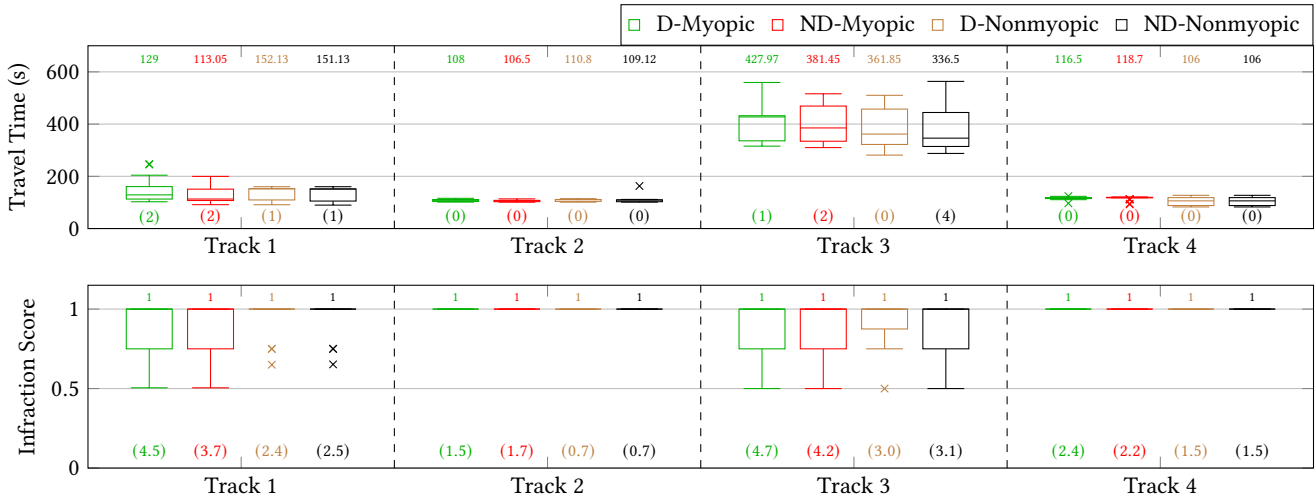 D-Myopic ND-Myopic D-Nonmyopic ND-Nonmyopic
129 113.05 152.13 151.13 108 106.5 110.8 109.12 427.97 381.45 361.85 336.5 116.5 118.7 106 106
Travel Time (s)
600
400
200
0
(2) (2) (1) (1) (0) (0) (0) (0) (1) (2) (0) (4) (0) (0) (0) (0)
Track 1 Track 2 Track 3 Track 4
1 1 1 1 1 1 1 1 1 1 1 1 1 1 1 1
Infraction Score
1
0.5
0
(4.5) (3.7) (2.4) (2.5) (1.5) (1.7) (0.7) (0.7) (4.7) (4.2) (3.0) (3.1) (2.4) (2.2) (1.5) (1.5)
Track 1 Track 2 Track 3 Track 4